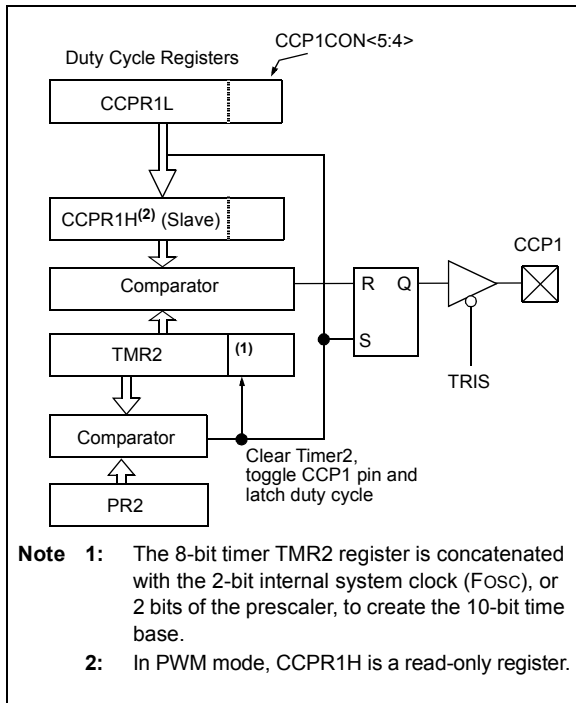 CCP1CON<5:4>
Duty Cycle Registers
CCPR1L
CCPR1H(2) (Slave)
CCP1
Comparator
R Q
TMR2
(1)
S
TRIS
Comparator
Clear Timer2,
toggle CCP1 pin and
latch duty cycle
PR2
Note 1: The 8-bit timer TMR2 register is concatenated
with the 2-bit internal system clock (FOSC), or
2 bits of the prescaler, to create the 10-bit time
base.
2: In PWM mode, CCPR1H is a read-only register.